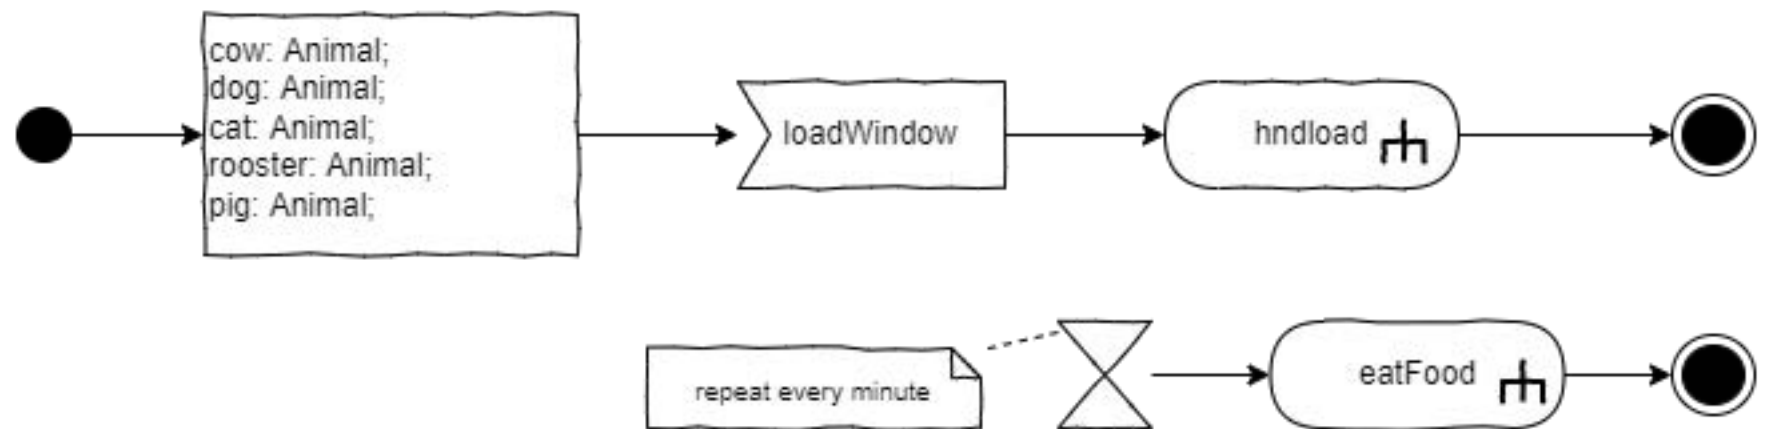 cow: Animal;
dog: Animal;
cat: Animal;
rooster: Animal;
pig: Animal;
loadWindow
hndload
repeat every minute
eatFood